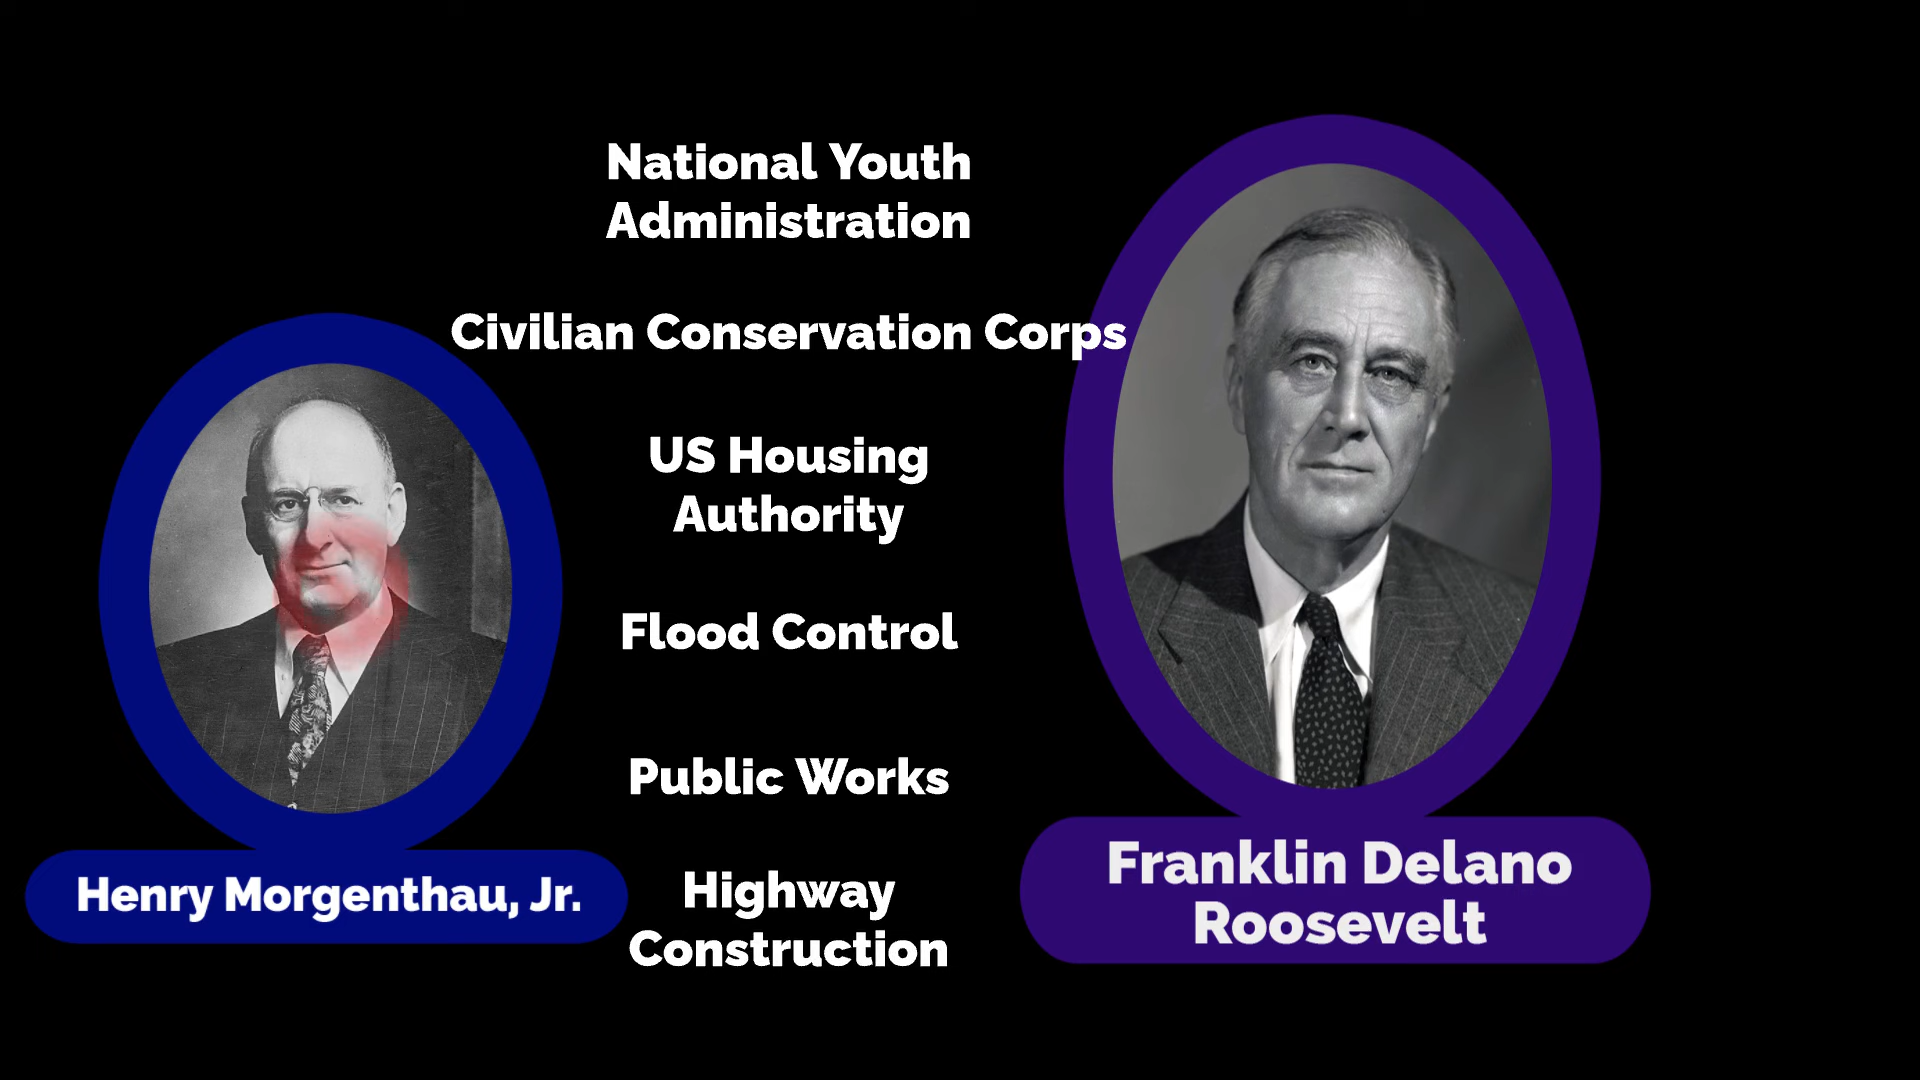 National Youth
Administration
Civilian Conservation Corps
US Housing
Authority
Flood Control
Public Works
Highway
Construction
Henry Morgenthau, Jr.
Franklin Delano
Roosevelt